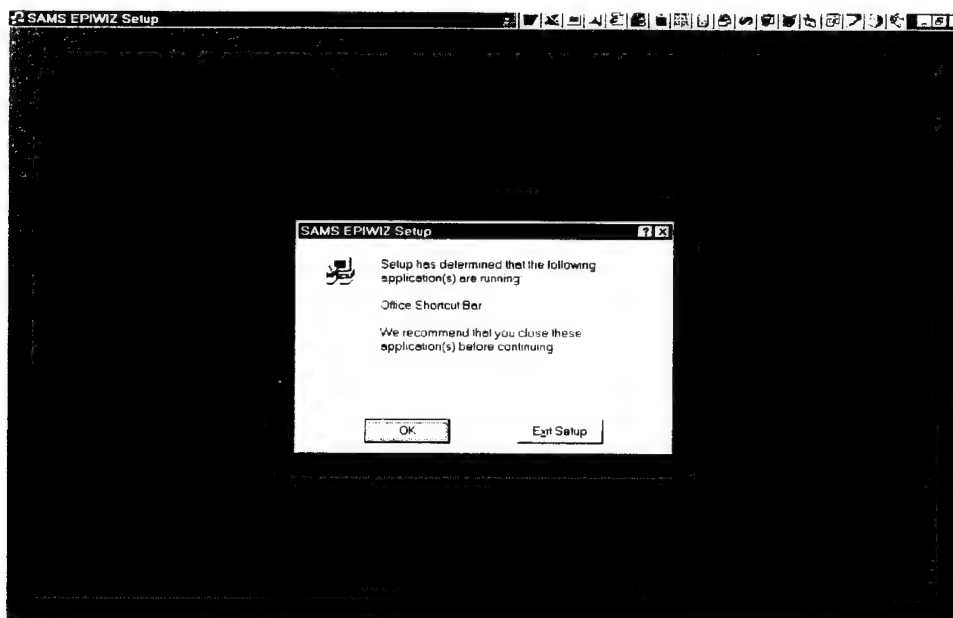 SAMS EPIWIZ Setup
SAMS EPIWIZ Setup
Setup has determined that the following
application(s) are running
Office Shortcut Bar
We recommend that you close these
application(s) before continuing
OK
Exit Setup